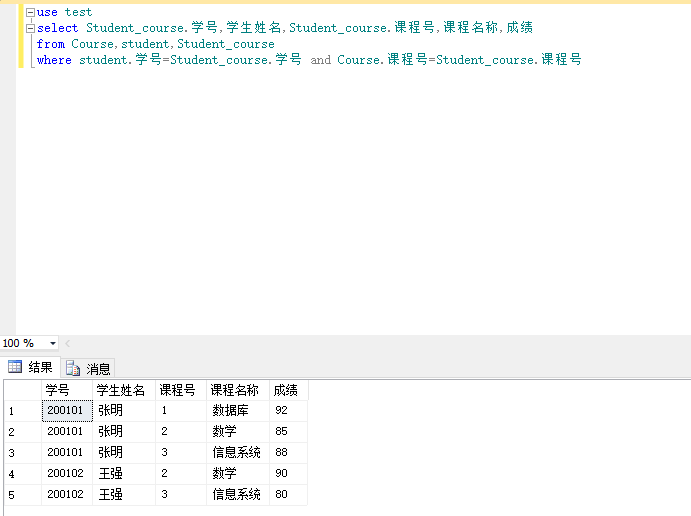 use test
select Student_course.学号,学生姓名,Student_course.课程号,课程名称,成绩
from Course,student,Student_course
where student.学号=Student_course.学号 and Course.课程号=Student_course.课程号
100 %
结果 消息
学号 学生姓名 课程号 课程名称 成绩
1 200101 张明 1 数据库 92
2 200101 张明 2 数学 85
3 200101 张明 3 信息系统 88
4 200102 王强 2 数学 90
5 200102 王强 3 信息系统 80